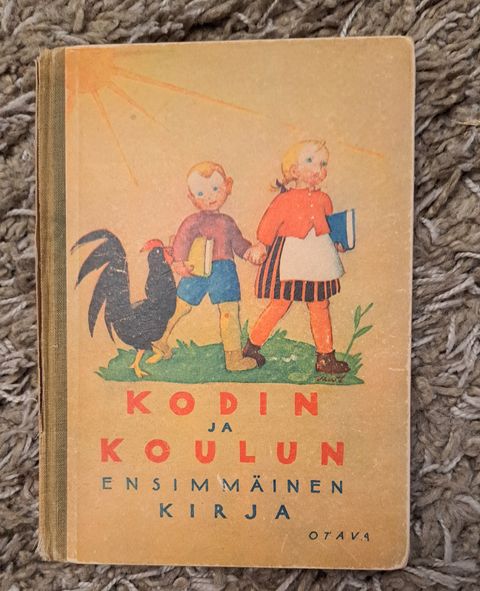 KODIN
JA
KOULUN
ENSIMMÄINEN
KIRJA
OTAVA